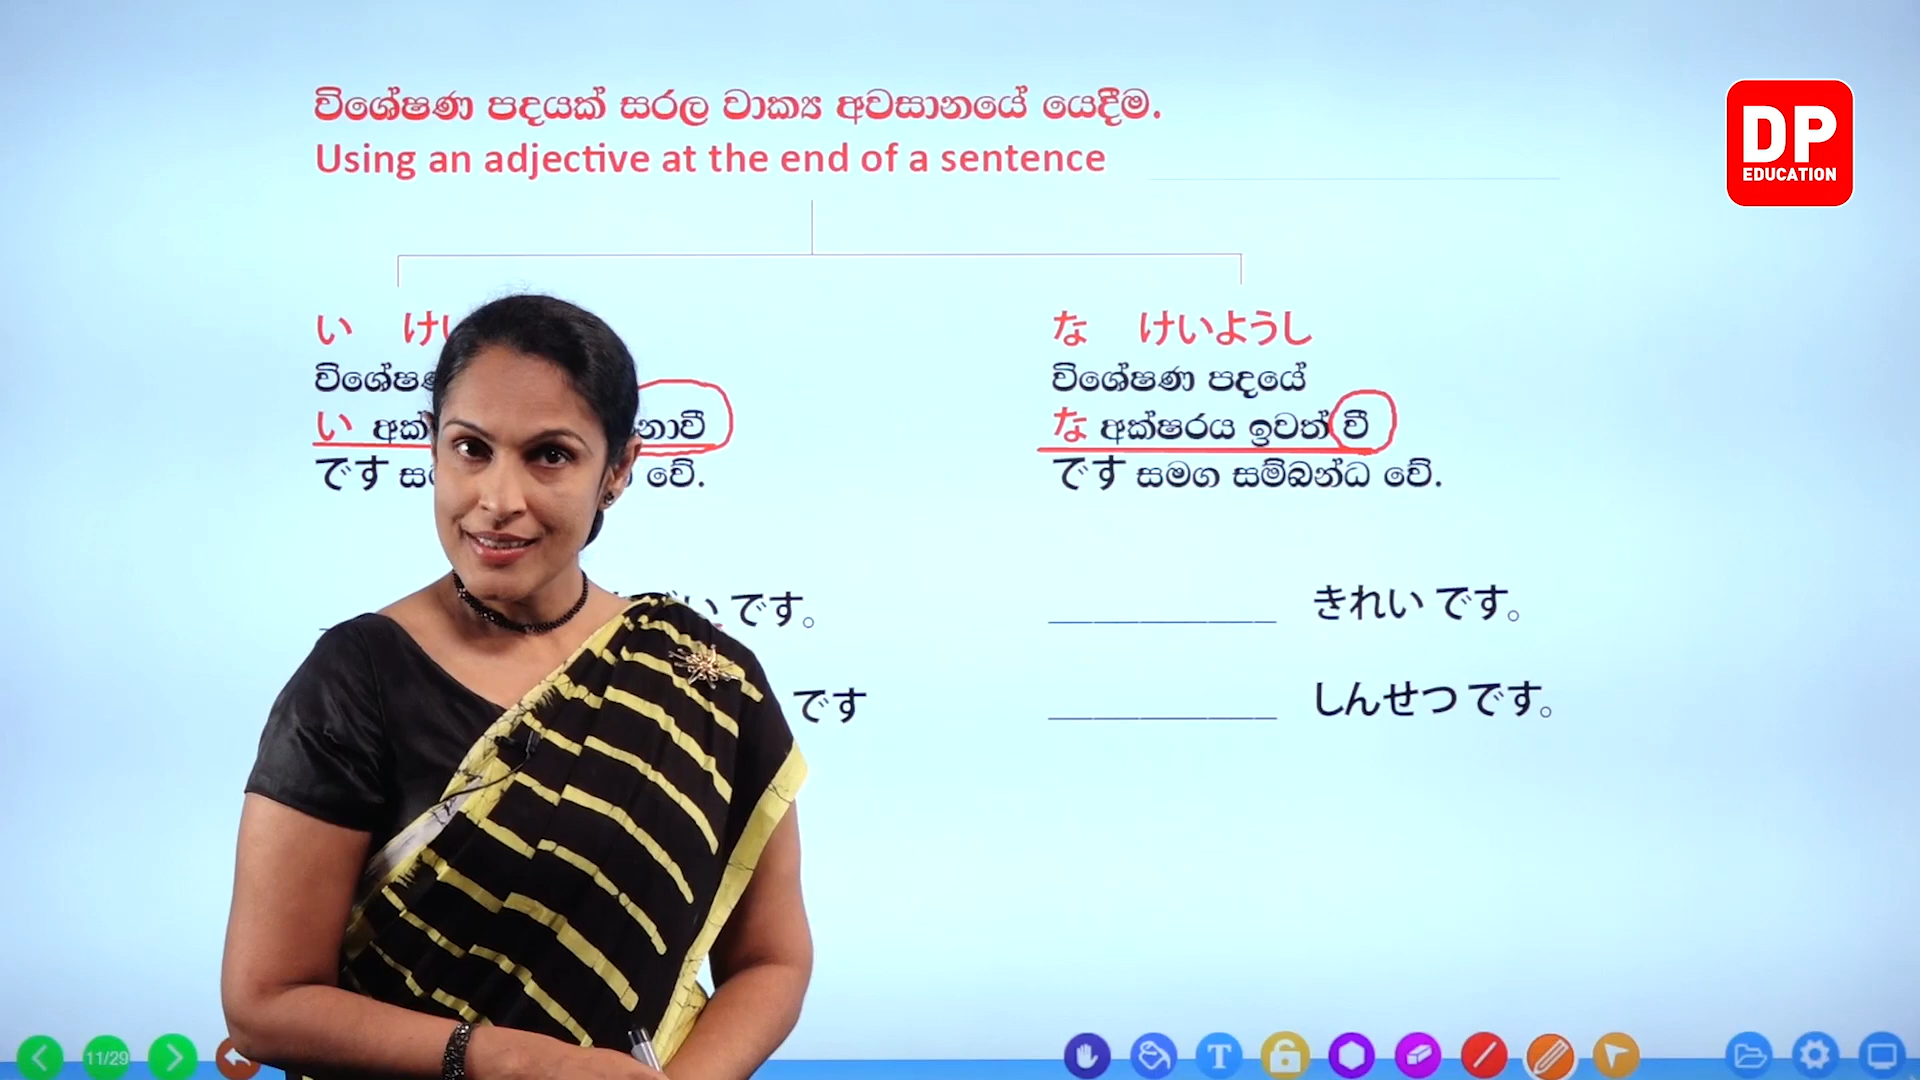 විශේෂණ පදයක් සරල වාක්‍ය අවසානයේ යෙදීම.
Using an adjective at the end of a sentence
DP
EDUCATION
い
විශේෂණ
い
です වේ.
です。
です
な けいようし
විශේෂණ පදයේ
な අක්ෂරය ඉවත් වී
です සමග සම්බන්ධ වේ.
きれい です。
しんせつ です。
11/29
T